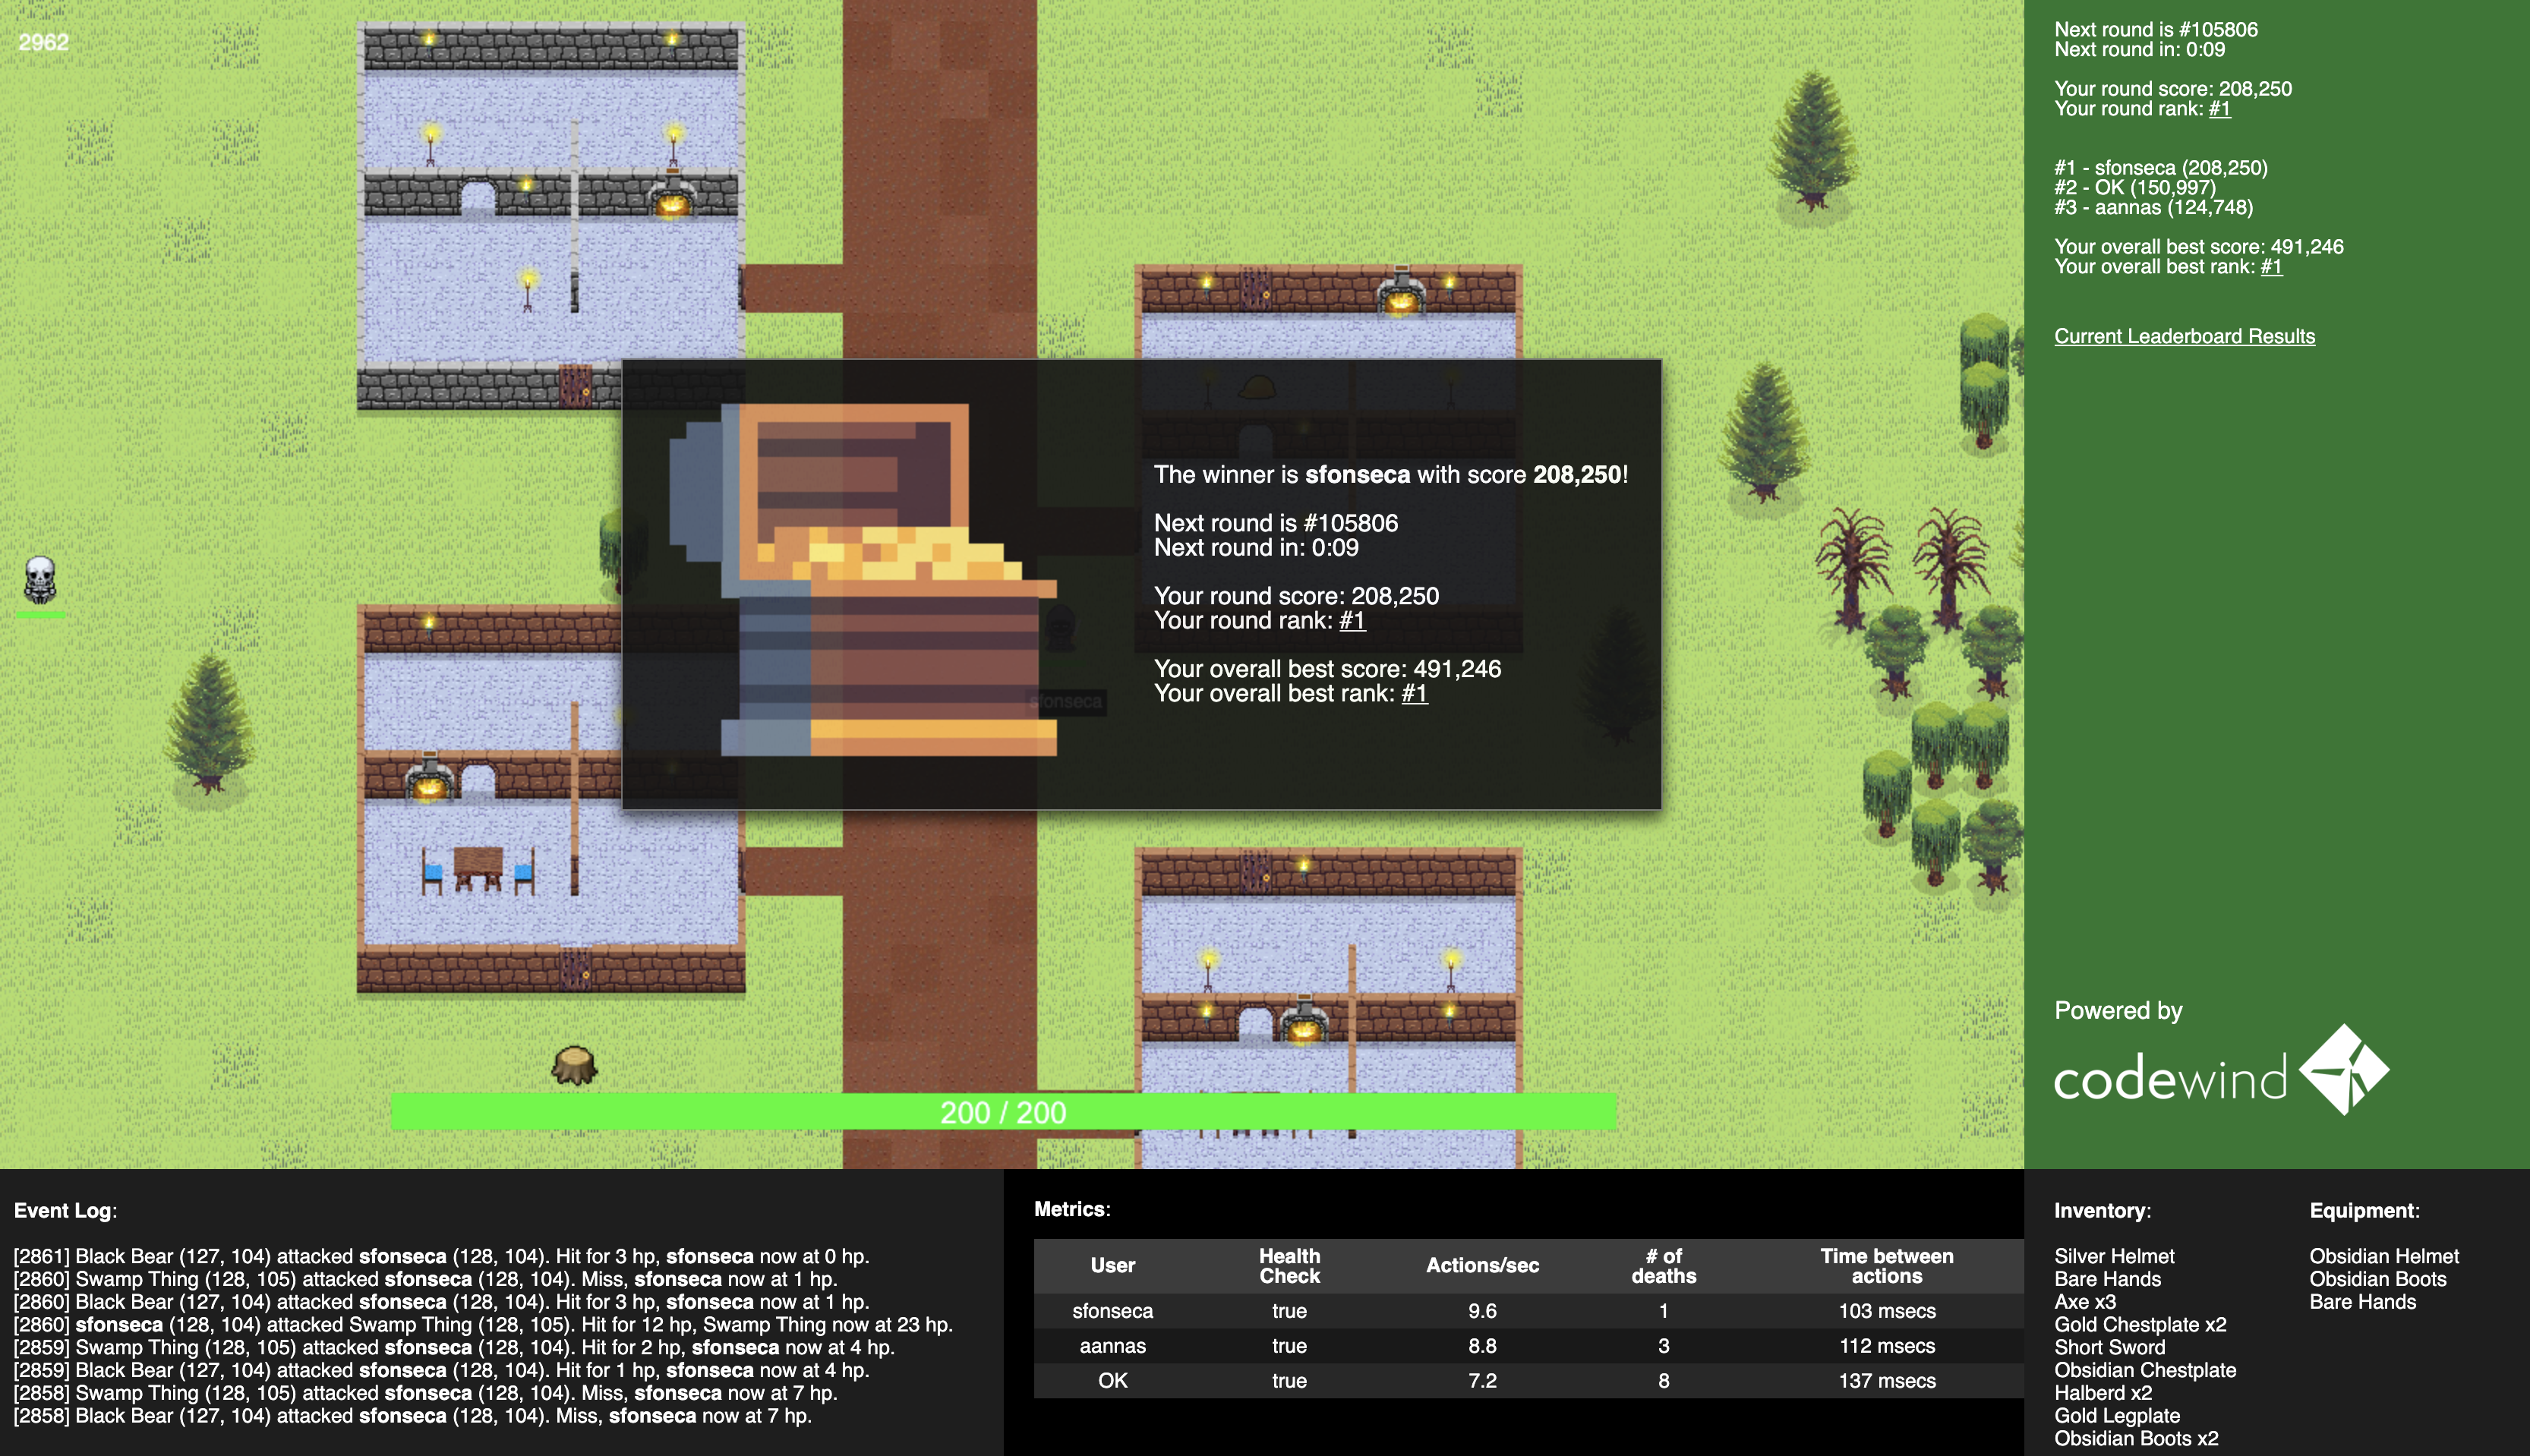 2962
Next round is #105806
Next round in: 0:09
Your round score: 208,250
Your round rank: #1
#1 - sfonseca (208,250)
#2 - OK (150,997)
#3 - aannas (124,748)
Your overall best score: 491,246
Your overall best rank: #1
Current Leaderboard Results
The winner is sfonseca with score 208,250!
Next round is #105806
Next round in: 0:09
Your round score: 208,250
Your round rank: #1
Your overall best score: 491,246
Your overall best rank: #1
sfonseca
Powered by
codewind
200 / 200
Event Log:
[2861] Black Bear (127, 104) attacked sfonseca (128, 104). Hit for 3 hp, sfonseca now at 0 hp.
[2860] Swamp Thing (128, 105) attacked sfonseca (128, 104). Miss, sfonseca now at 1 hp.
[2860] Black Bear (127, 104) attacked sfonseca (128, 104). Hit for 3 hp, sfonseca now at 1 hp.
[2860] sfonseca (128, 104) attacked Swamp Thing (128, 105). Hit for 12 hp, Swamp Thing now at 23 hp.
[2859] Swamp Thing (128, 105) attacked sfonseca (128, 104). Hit for 2 hp, sfonseca now at 4 hp.
[2859] Black Bear (127, 104) attacked sfonseca (128, 104). Hit for 1 hp, sfonseca now at 4 hp.
[2858] Swamp Thing (128, 105) attacked sfonseca (128, 104). Miss, sfonseca now at 7 hp.
[2858] Black Bear (127, 104) attacked sfonseca (128, 104). Miss, sfonseca now at 7 hp.
Metrics:
User Health Check Actions/sec # of deaths Time between actions
sfonseca true 9.6 1 103 msecs
aannas true 8.8 3 112 msecs
OK true 7.2 8 137 msecs
Inventory:
Silver Helmet
Bare Hands
Axe x3
Gold Chestplate x2
Short Sword
Obsidian Chestplate
Halberd x2
Gold Legplate
Obsidian Boots x2
Equipment:
Obsidian Helmet
Obsidian Boots
Bare Hands